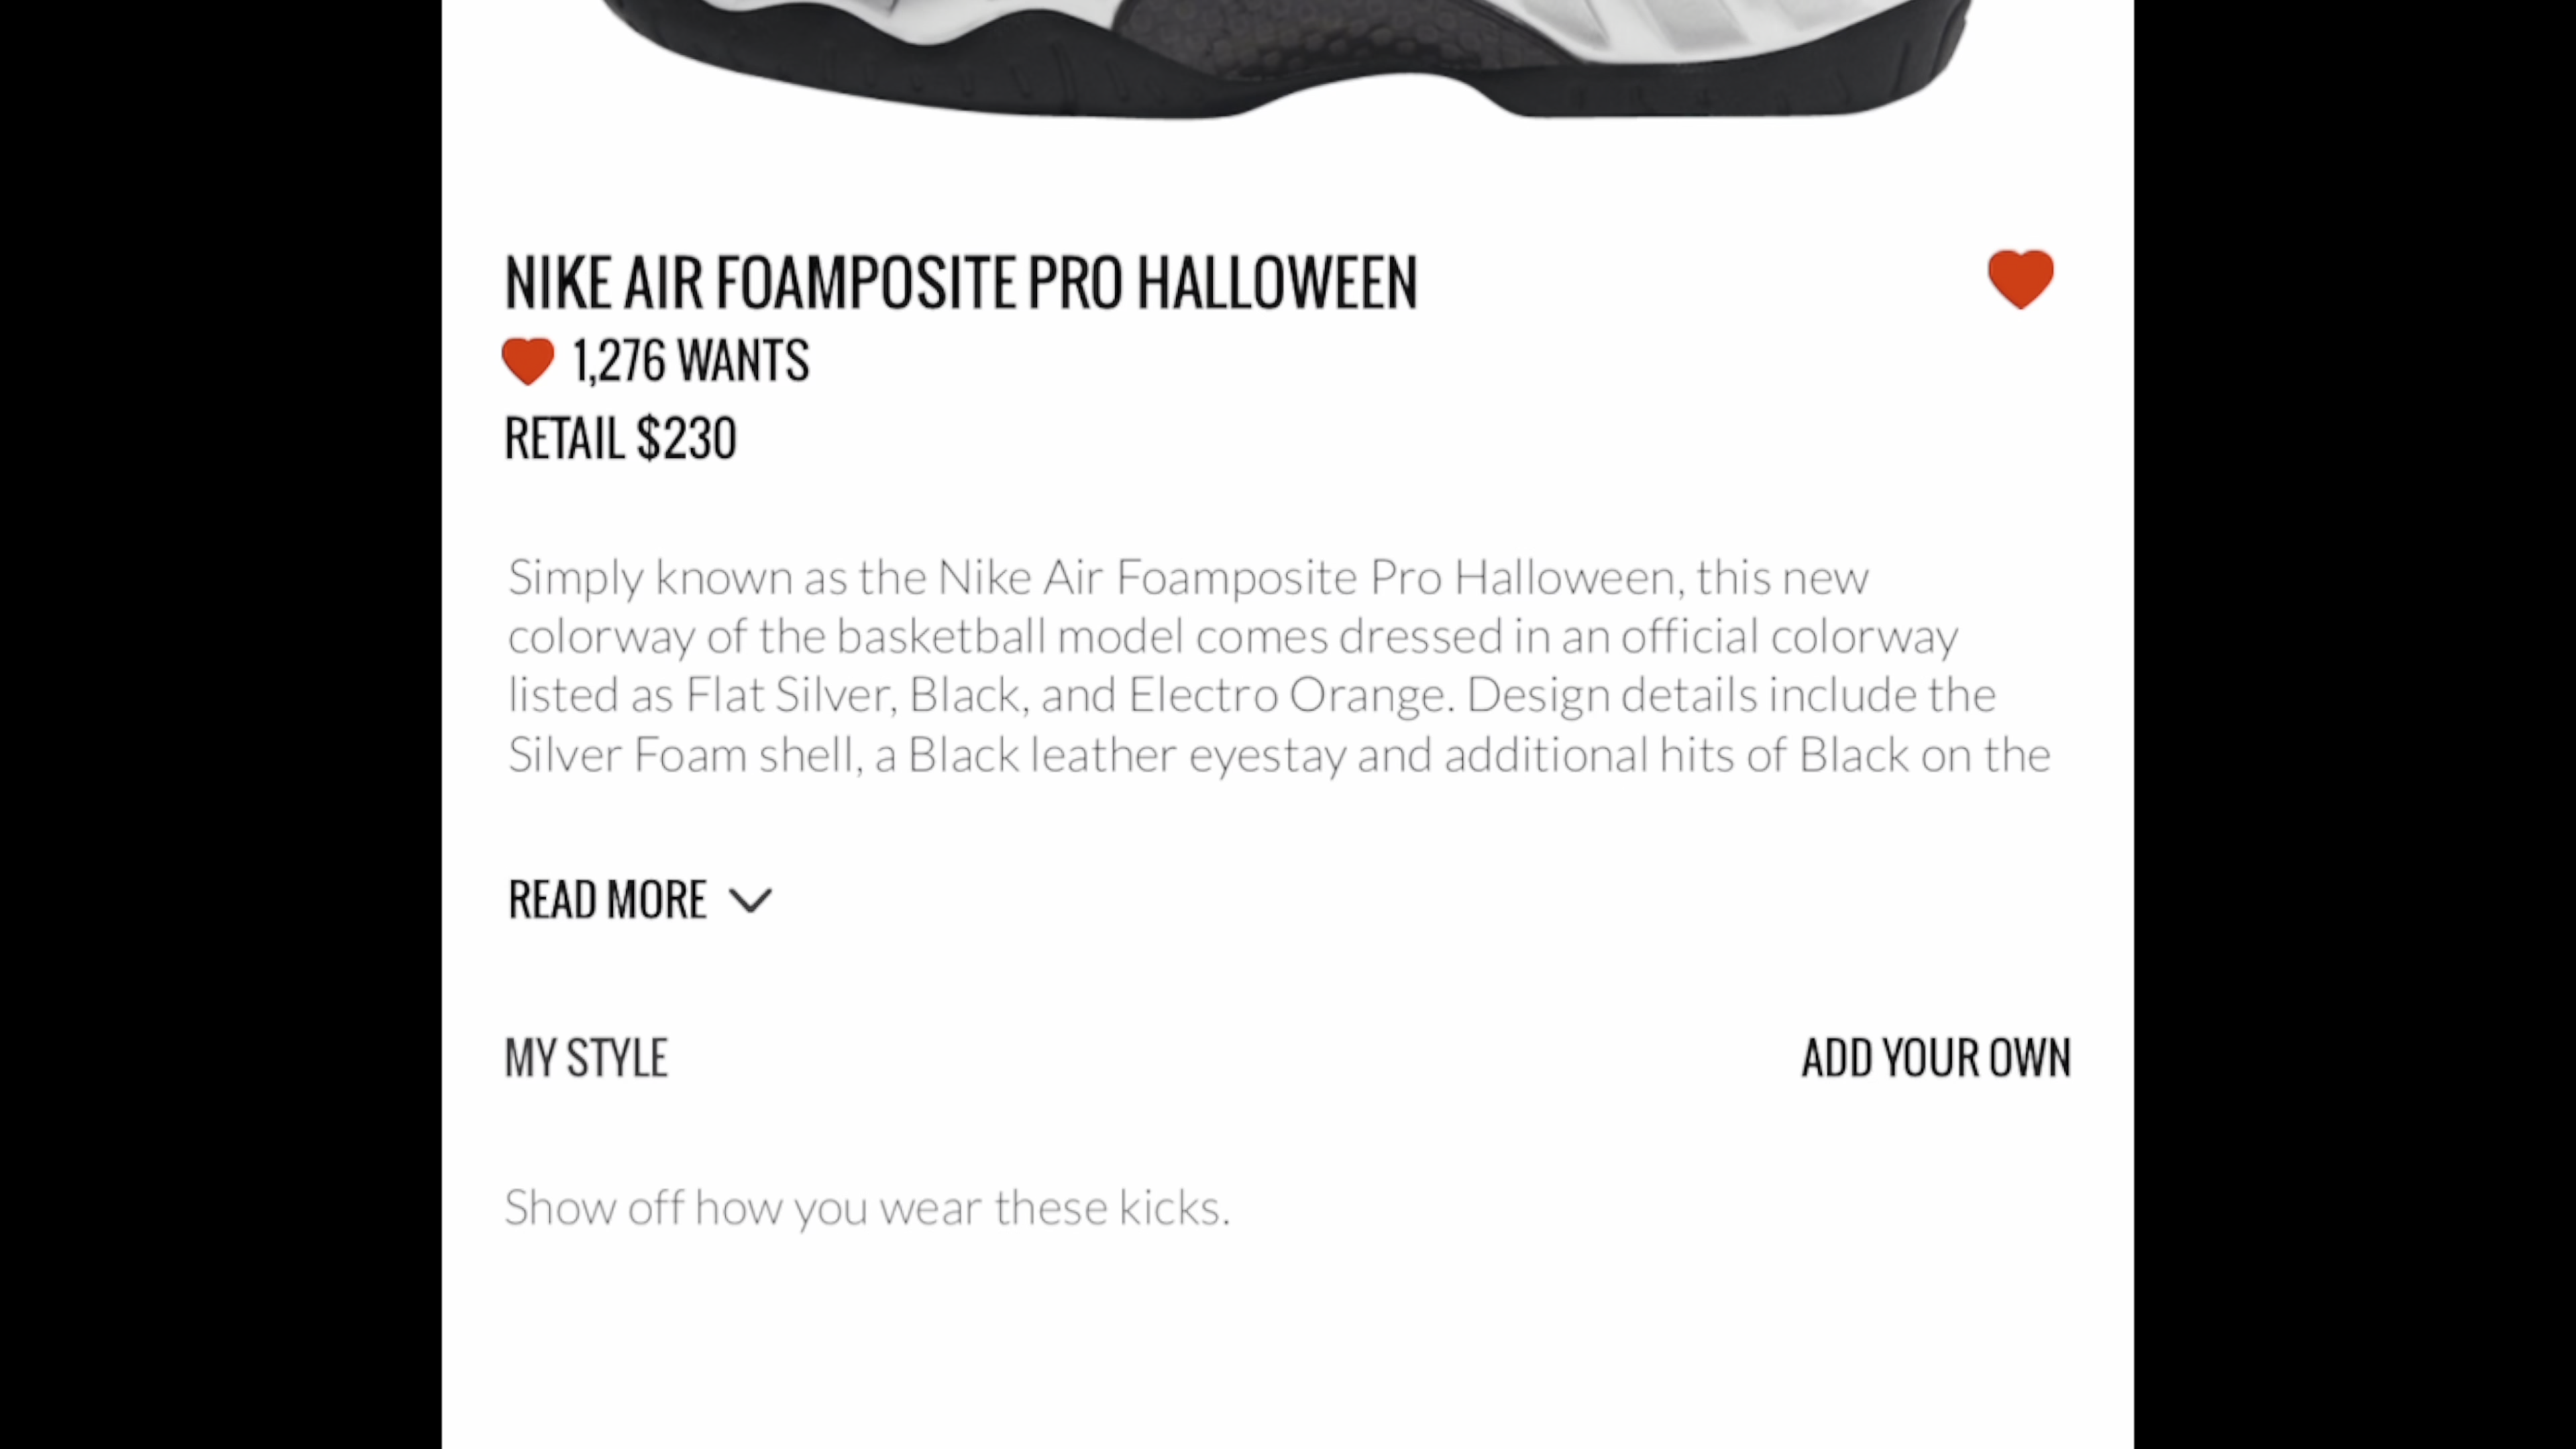 NIKE AIR FOAMPOSITE PRO HALLOWEEN
1,276 WANTS
RETAIL $230
Simply known as the Nike Air Foamposite Pro Halloween, this new
colorway of the basketball model comes dressed in an official colorway
listed as Flat Silver, Black, and Electro Orange. Design details include the
Silver Foam shell, a Black leather eyestay and additional hits of Black on the
READ MORE
MY STYLE
ADD YOUR OWN
Show off how you wear these kicks.